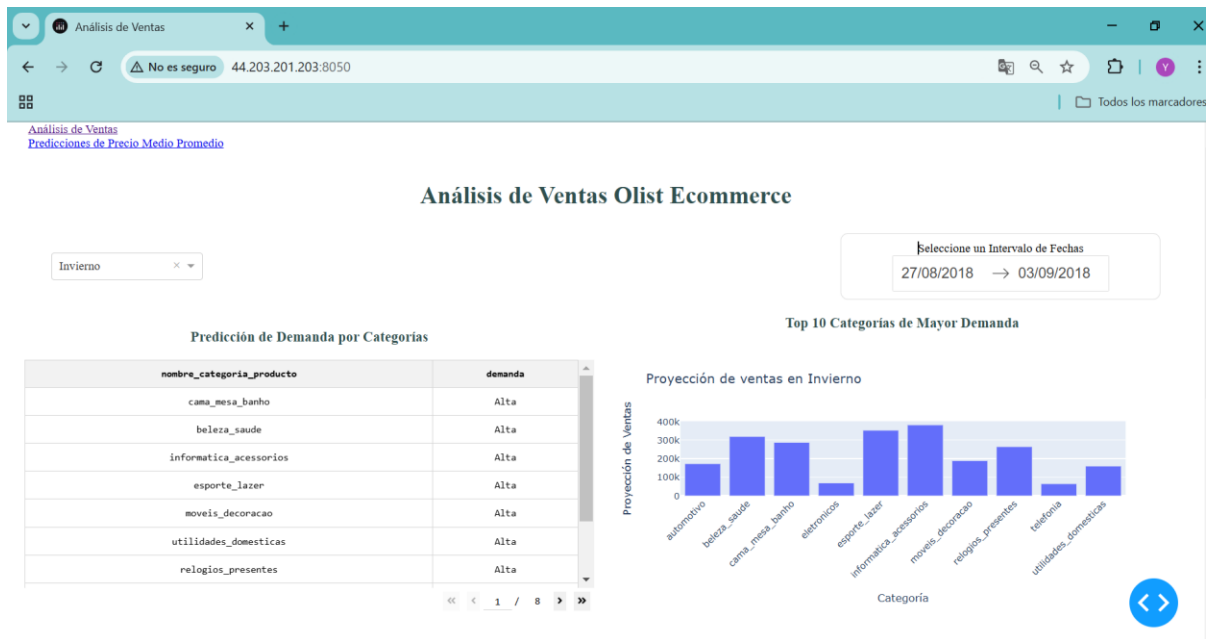 Análisis de Ventas
No es seguro 44.203.201.203:8050
Y
Todos los marcadores
Análisis de Ventas
Predicciones de Precio Medio Promedio
Análisis de Ventas Olist Ecommerce
Invierno
Seleccione un Intervalo de Fechas
27/08/2018 → 03/09/2018
Predicción de Demanda por Categorías
nombre_categoria_producto demanda
cama_mesa_banho Alta
beleza_saude Alta
informatica_acessorios Alta
esporte_lazer Alta
moveis_decoracao Alta
utilidades_domesticas Alta
relogios_presentes Alta
1 / 8
Top 10 Categorías de Mayor Demanda
Proyección de ventas en Invierno
Proyección de Ventas
400k
300k
200k
100k
0
automotivo
beleza_saude
cama_mesa_banho
eletronicos
esporte_lazer
informatica_acessorios
moveis_decoracao
relogios_presentes
telefonia
utilidades_domesticas
Categoría